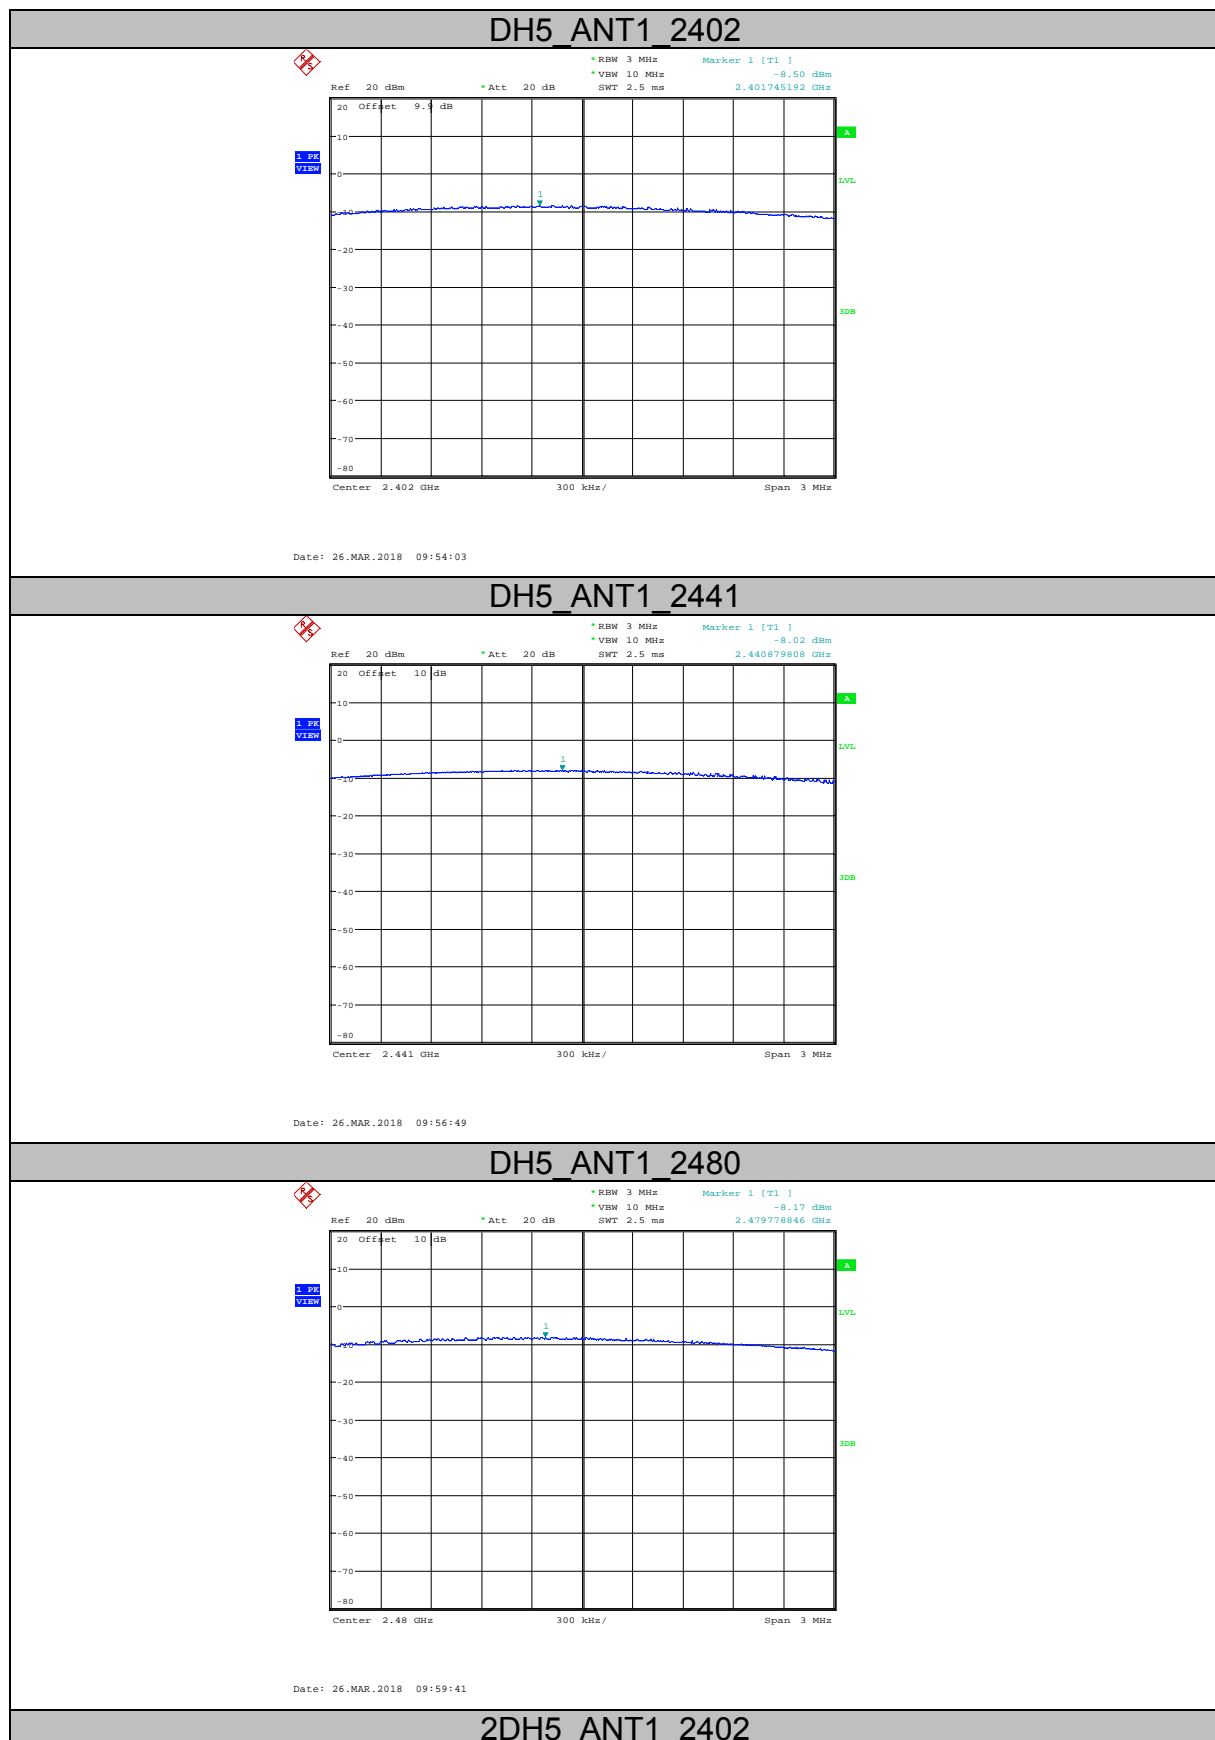 DH5_ANT1_2402
R S
*RBW 3 MHz Marker 1 [T1 ]
*VBW 10 MHz -8.50 dBm
Ref 20 dBm *Att 20 dB SWT 2.5 ms 2.401745192 GHz
20 Offset 9.9 dB
A
10
1 PK
VIEW
0
LVL
1
-10
-20
-30
3DB
-40
-50
-60
-70
-80
Center 2.402 GHz 300 kHz/ Span 3 MHz
Date: 26.MAR.2018 09:54:03
DH5_ANT1_2441
R S
*RBW 3 MHz Marker 1 [T1 ]
*VBW 10 MHz -8.02 dBm
Ref 20 dBm *Att 20 dB SWT 2.5 ms 2.440879808 GHz
20 Offset 10 dB
A
10
1 PK
VIEW
0
LVL
1
-10
-20
-30
3DB
-40
-50
-60
-70
-80
Center 2.441 GHz 300 kHz/ Span 3 MHz
Date: 26.MAR.2018 09:56:49
DH5_ANT1_2480
R S
*RBW 3 MHz Marker 1 [T1 ]
*VBW 10 MHz -8.17 dBm
Ref 20 dBm *Att 20 dB SWT 2.5 ms 2.479778846 GHz
20 Offset 10 dB
A
10
1 PK
VIEW
0
LVL
1
-10
-20
-30
3DB
-40
-50
-60
-70
-80
Center 2.48 GHz 300 kHz/ Span 3 MHz
Date: 26.MAR.2018 09:59:41
2DH5_ANT1_2402